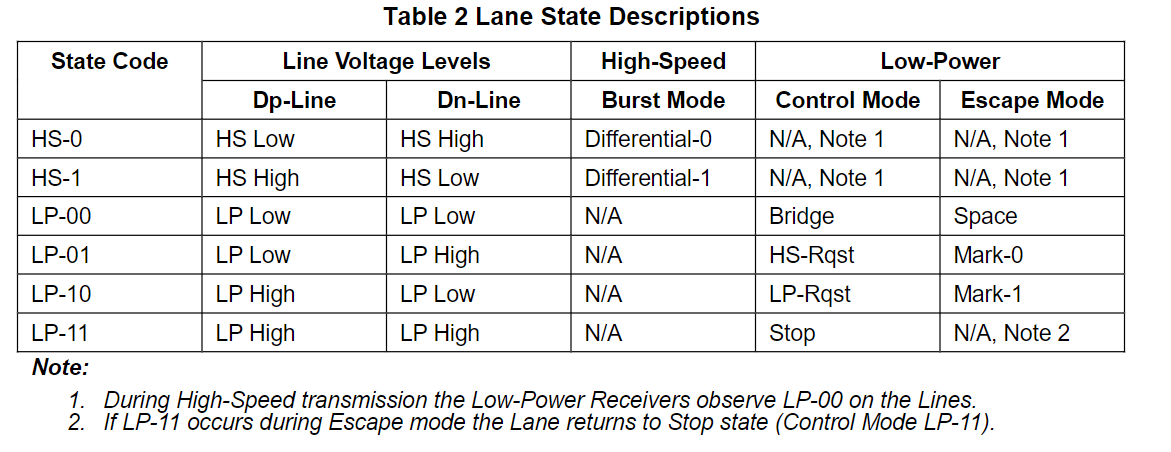 Table 2 Lane State Descriptions
State Code Line Voltage Levels High-Speed Low-Power
Dp-Line Dn-Line Burst Mode Control Mode Escape Mode
HS-0 HS Low HS High Differential-0 N/A, Note 1 N/A, Note 1
HS-1 HS High HS Low Differential-1 N/A, Note 1 N/A, Note 1
LP-00 LP Low LP Low N/A Bridge Space
LP-01 LP Low LP High N/A HS-Rqst Mark-0
LP-10 LP High LP Low N/A LP-Rqst Mark-1
LP-11 LP High LP High N/A Stop N/A, Note 2
Note:
1. During High-Speed transmission the Low-Power Receivers observe LP-00 on the Lines.
2. If LP-11 occurs during Escape mode the Lane returns to Stop state (Control Mode LP-11).